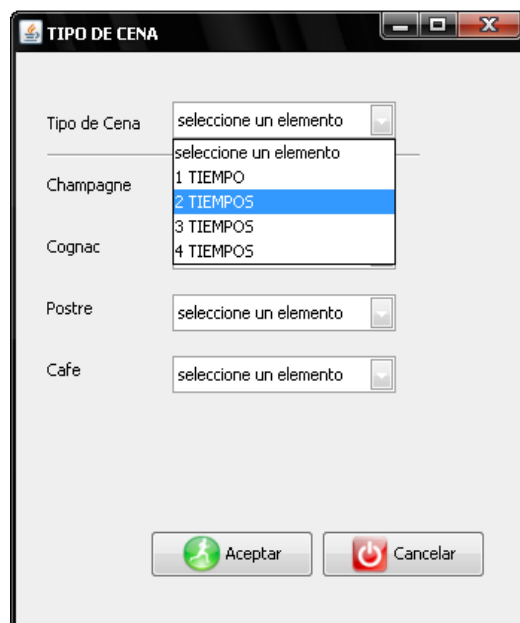 TIPO DE CENA
Tipo de Cena seleccione un elemento
seleccione un elemento
1 TIEMPO
Champagne
2 TIEMPOS
3 TIEMPOS
Cognac
4 TIEMPOS
Postre seleccione un elemento
Cafe seleccione un elemento
Aceptar Cancelar